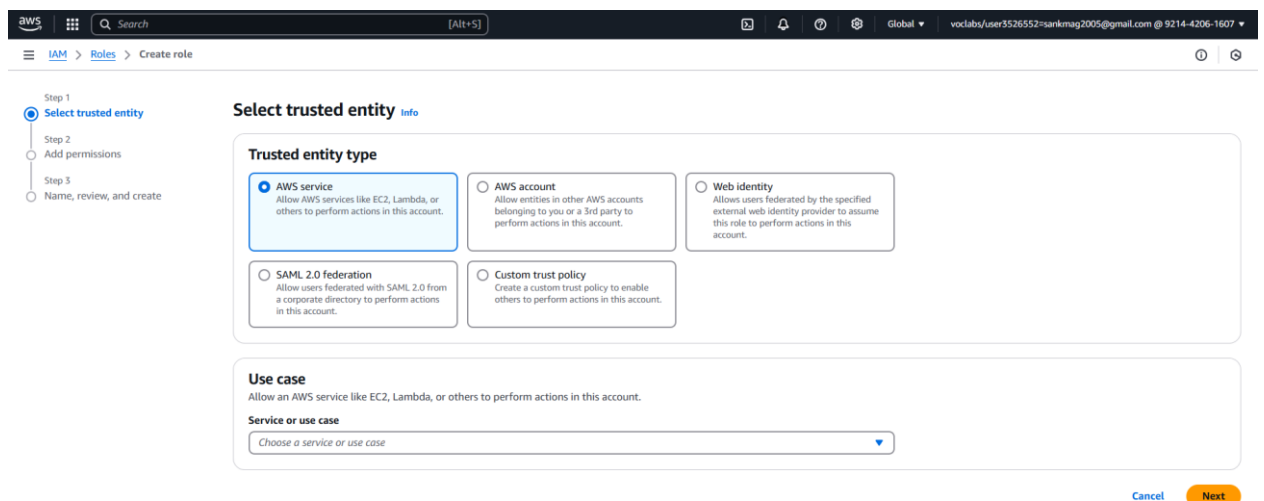 aws
Search
[Alt+S]
Global
voclabs/user3526552=sankmag2005@gmail.com @ 9214-4206-1607
IAM > Roles > Create role
Step 1
Select trusted entity
Step 2
Add permissions
Step 3
Name, review, and create
Select trusted entity Info
Trusted entity type
AWS service
Allow AWS services like EC2, Lambda, or
others to perform actions in this account.
AWS account
Allow entities in other AWS accounts
belonging to you or a 3rd party to
perform actions in this account.
Web identity
Allows users federated by the specified
external web identity provider to assume
this role to perform actions in this
account.
SAML 2.0 federation
Allow users federated with SAML 2.0 from
a corporate directory to perform actions
in this account.
Custom trust policy
Create a custom trust policy to enable
others to perform actions in this account.
Use case
Allow an AWS service like EC2, Lambda, or others to perform actions in this account.
Service or use case
Choose a service or use case
Cancel
Next